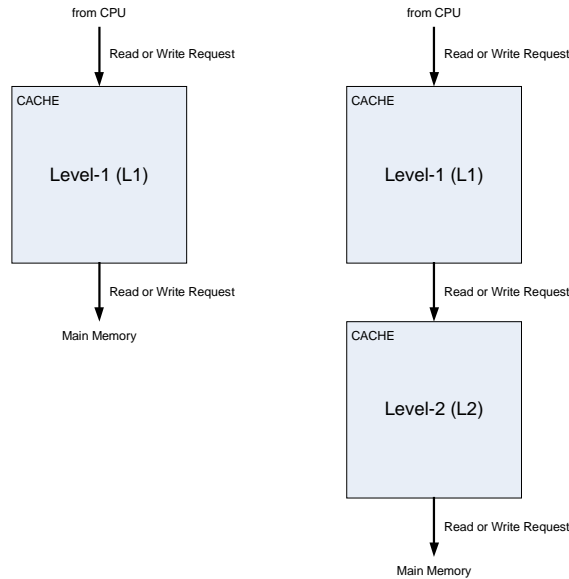 from CPU
Read or Write Request
CACHE
Level-1 (L1)
Read or Write Request
Main Memory
from CPU
Read or Write Request
CACHE
Level-1 (L1)
Read or Write Request
CACHE
Level-2 (L2)
Read or Write Request
Main Memory